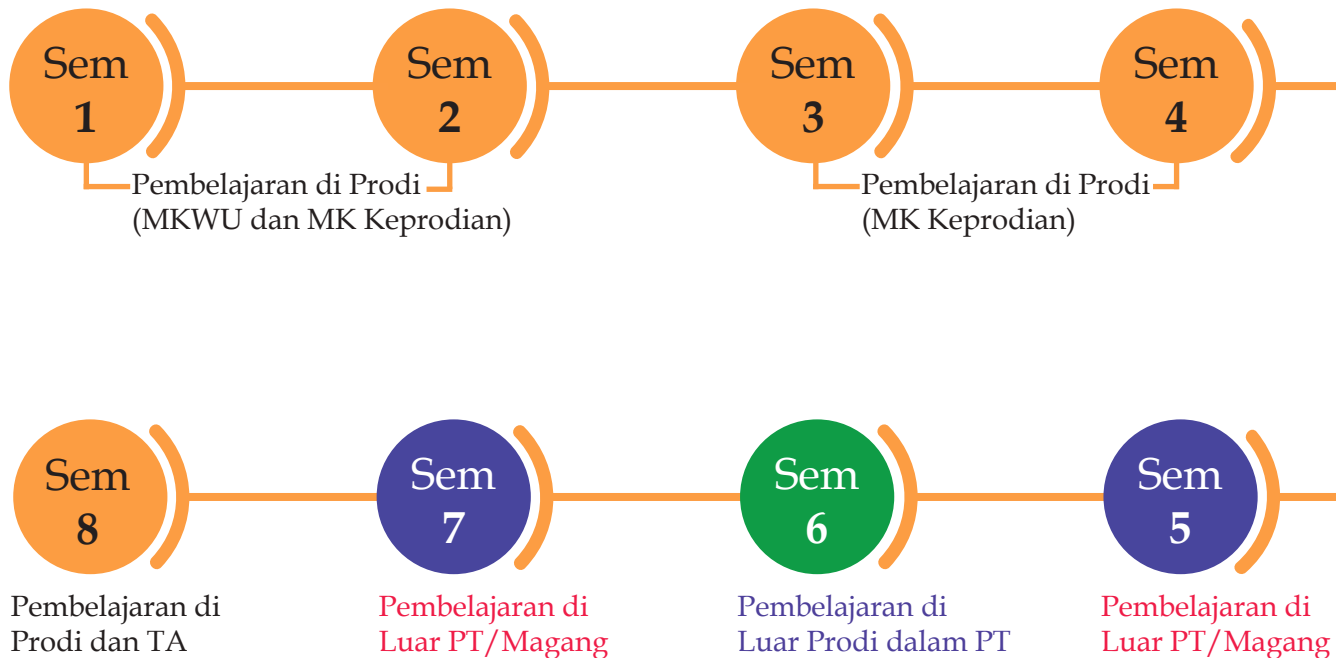 Sem
1
Sem
2
Sem
3
Sem
4
Pembelajaran di Prodi
(MKWU dan MK Keprodian)
Pembelajaran di Prodi
(MK Keprodian)
Sem
8
Sem
7
Sem
6
Sem
5
Pembelajaran di
Prodi dan TA
Pembelajaran di
Luar PT/Magang
Pembelajaran di
Luar Prodi dalam PT
Pembelajaran di
Luar PT/Magang